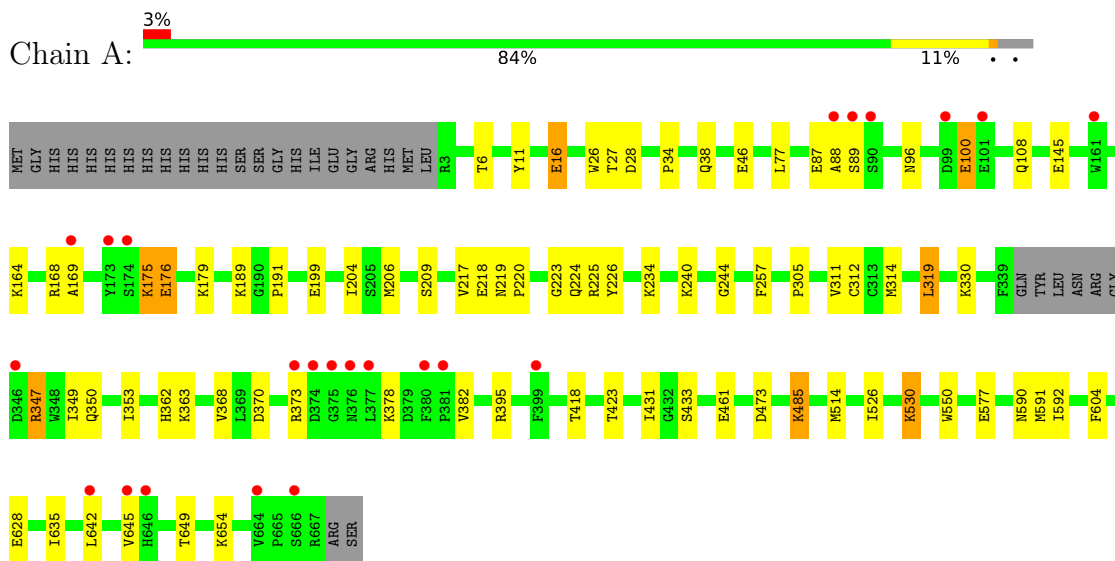 3%
Chain A:
84% 11% • •
MET GLY HIS HIS HIS HIS HIS HIS HIS HIS HIS HIS SER SER GLY HIS ILE GLU GLY ARG HIS MET LEU R3 T6 Y11 E16 W26 T27 D28 P34 Q38 E46 L77 E87 A88 S89 S90 N96 D99 E100 E101 Q108 E145 W161
K164 R168 A169 Y173 S174 K175 E176 K179 K189 G190 P191 E199 I204 S205 M206 S209 V217 E218 N219 P220 G223 Q224 R225 Y226 K234 K240 G244 F257 P305 V311 C312 C313 M314 L319 K330 F339 GLN TYR LEU ASN ARG GLY
D346 R347 W348 I349 Q350 I353 H362 K363 V368 L369 D370 R373 D374 G375 N376 L377 K378 D379 F380 P381 V382 R395 F399 T418 T423 I431 G432 S433 E461 D473 K485 M514 I526 K530 W550 E577 N590 M591 I592 F604
E628 I635 L642 V645 H646 T649 K654 V664 P665 S666 R667 ARG SER